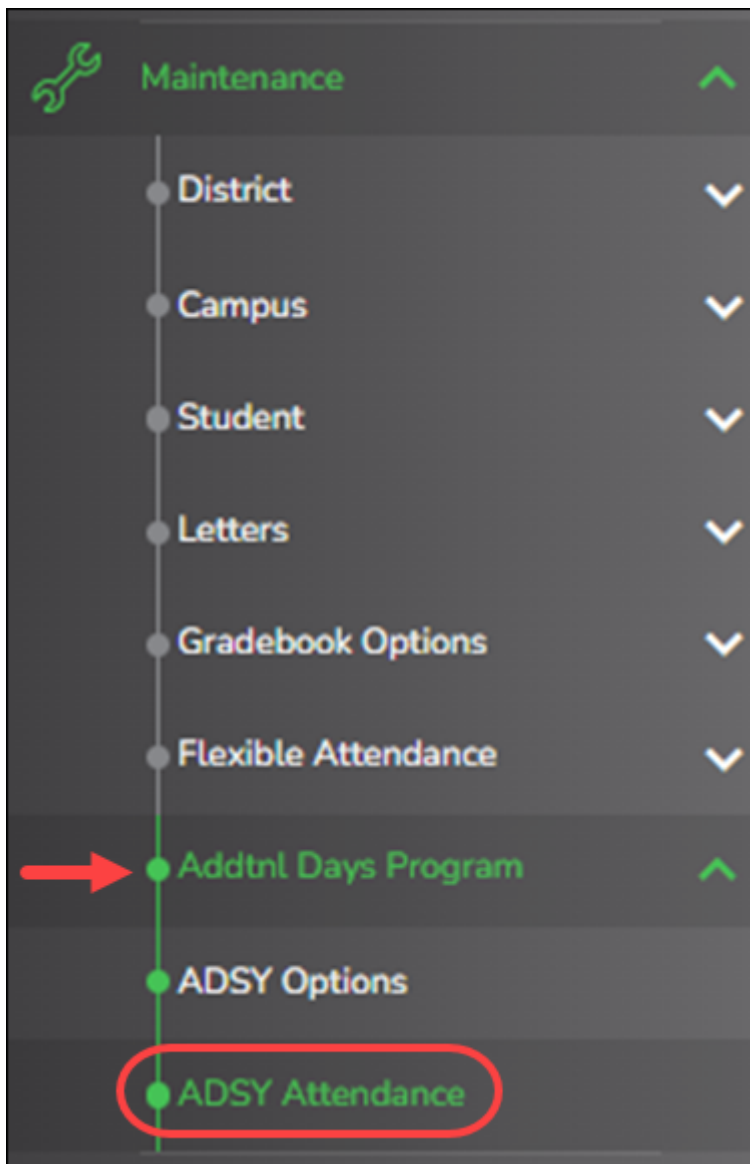 Maintenance
District
Campus
Student
Letters
Gradebook Options
Flexible Attendance
Addtnl Days Program
ADSY Options
ADSY Attendance